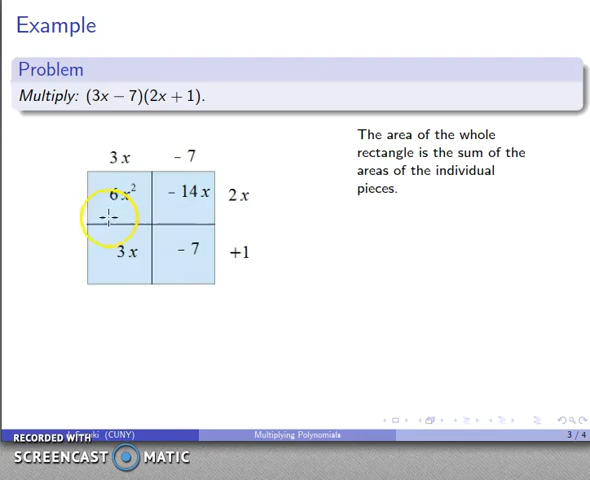 Example
Problem
Multiply: (3x − 7)(2x + 1).
The area of the whole
rectangle is the sum of the
areas of the individual
pieces.
3x − 7
6x² − 14x 2x
3x − 7 +1
RECORDED WITH (CUNY) Multiplying Polynomials 3 / 4
SCREENCAST MATIC